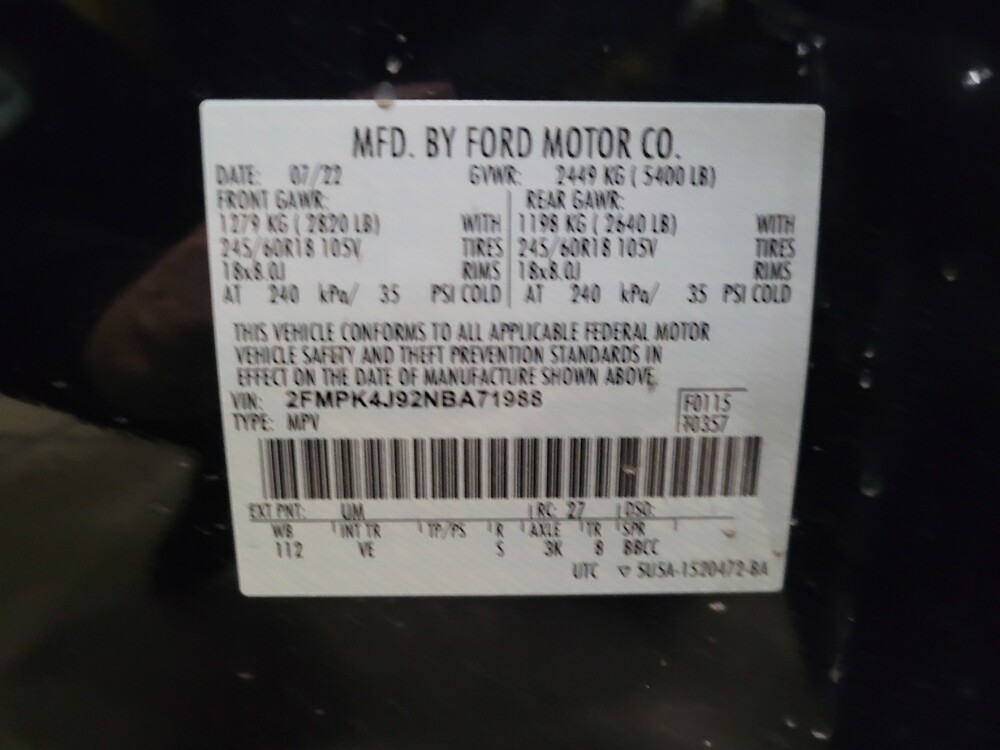 MFD. BY FORD MOTOR CO.
DATE: 07/22 GVWR: 2449 KG ( 5400 LB)
FRONT GAWR: REAR GAWR:
1279 KG ( 2820 LB) WITH 1198 KG ( 2640 LB) WITH
245/60R18 105V TIRES 245/60R18 105V TIRES
18x8.0J RIMS 18x8.0J RIMS
AT 240 kPa/ 35 PSI COLD AT 240 kPa/ 35 PSI COLD
THIS VEHICLE CONFORMS TO ALL APPLICABLE FEDERAL MOTOR
VEHICLE SAFETY AND THEFT PREVENTION STANDARDS IN
EFFECT ON THE DATE OF MANUFACTURE SHOWN ABOVE.
VIN: 2FMPK4J92NBA71988 F0115
TYPE: MPV T0357
EXT PNT: UM RC: 27 DSO:
WB INT TR TP/PS R AXLE TR SPR
112 VE S 3K 8 BBCC
UTC ▽ 5U5A-1520472-BA